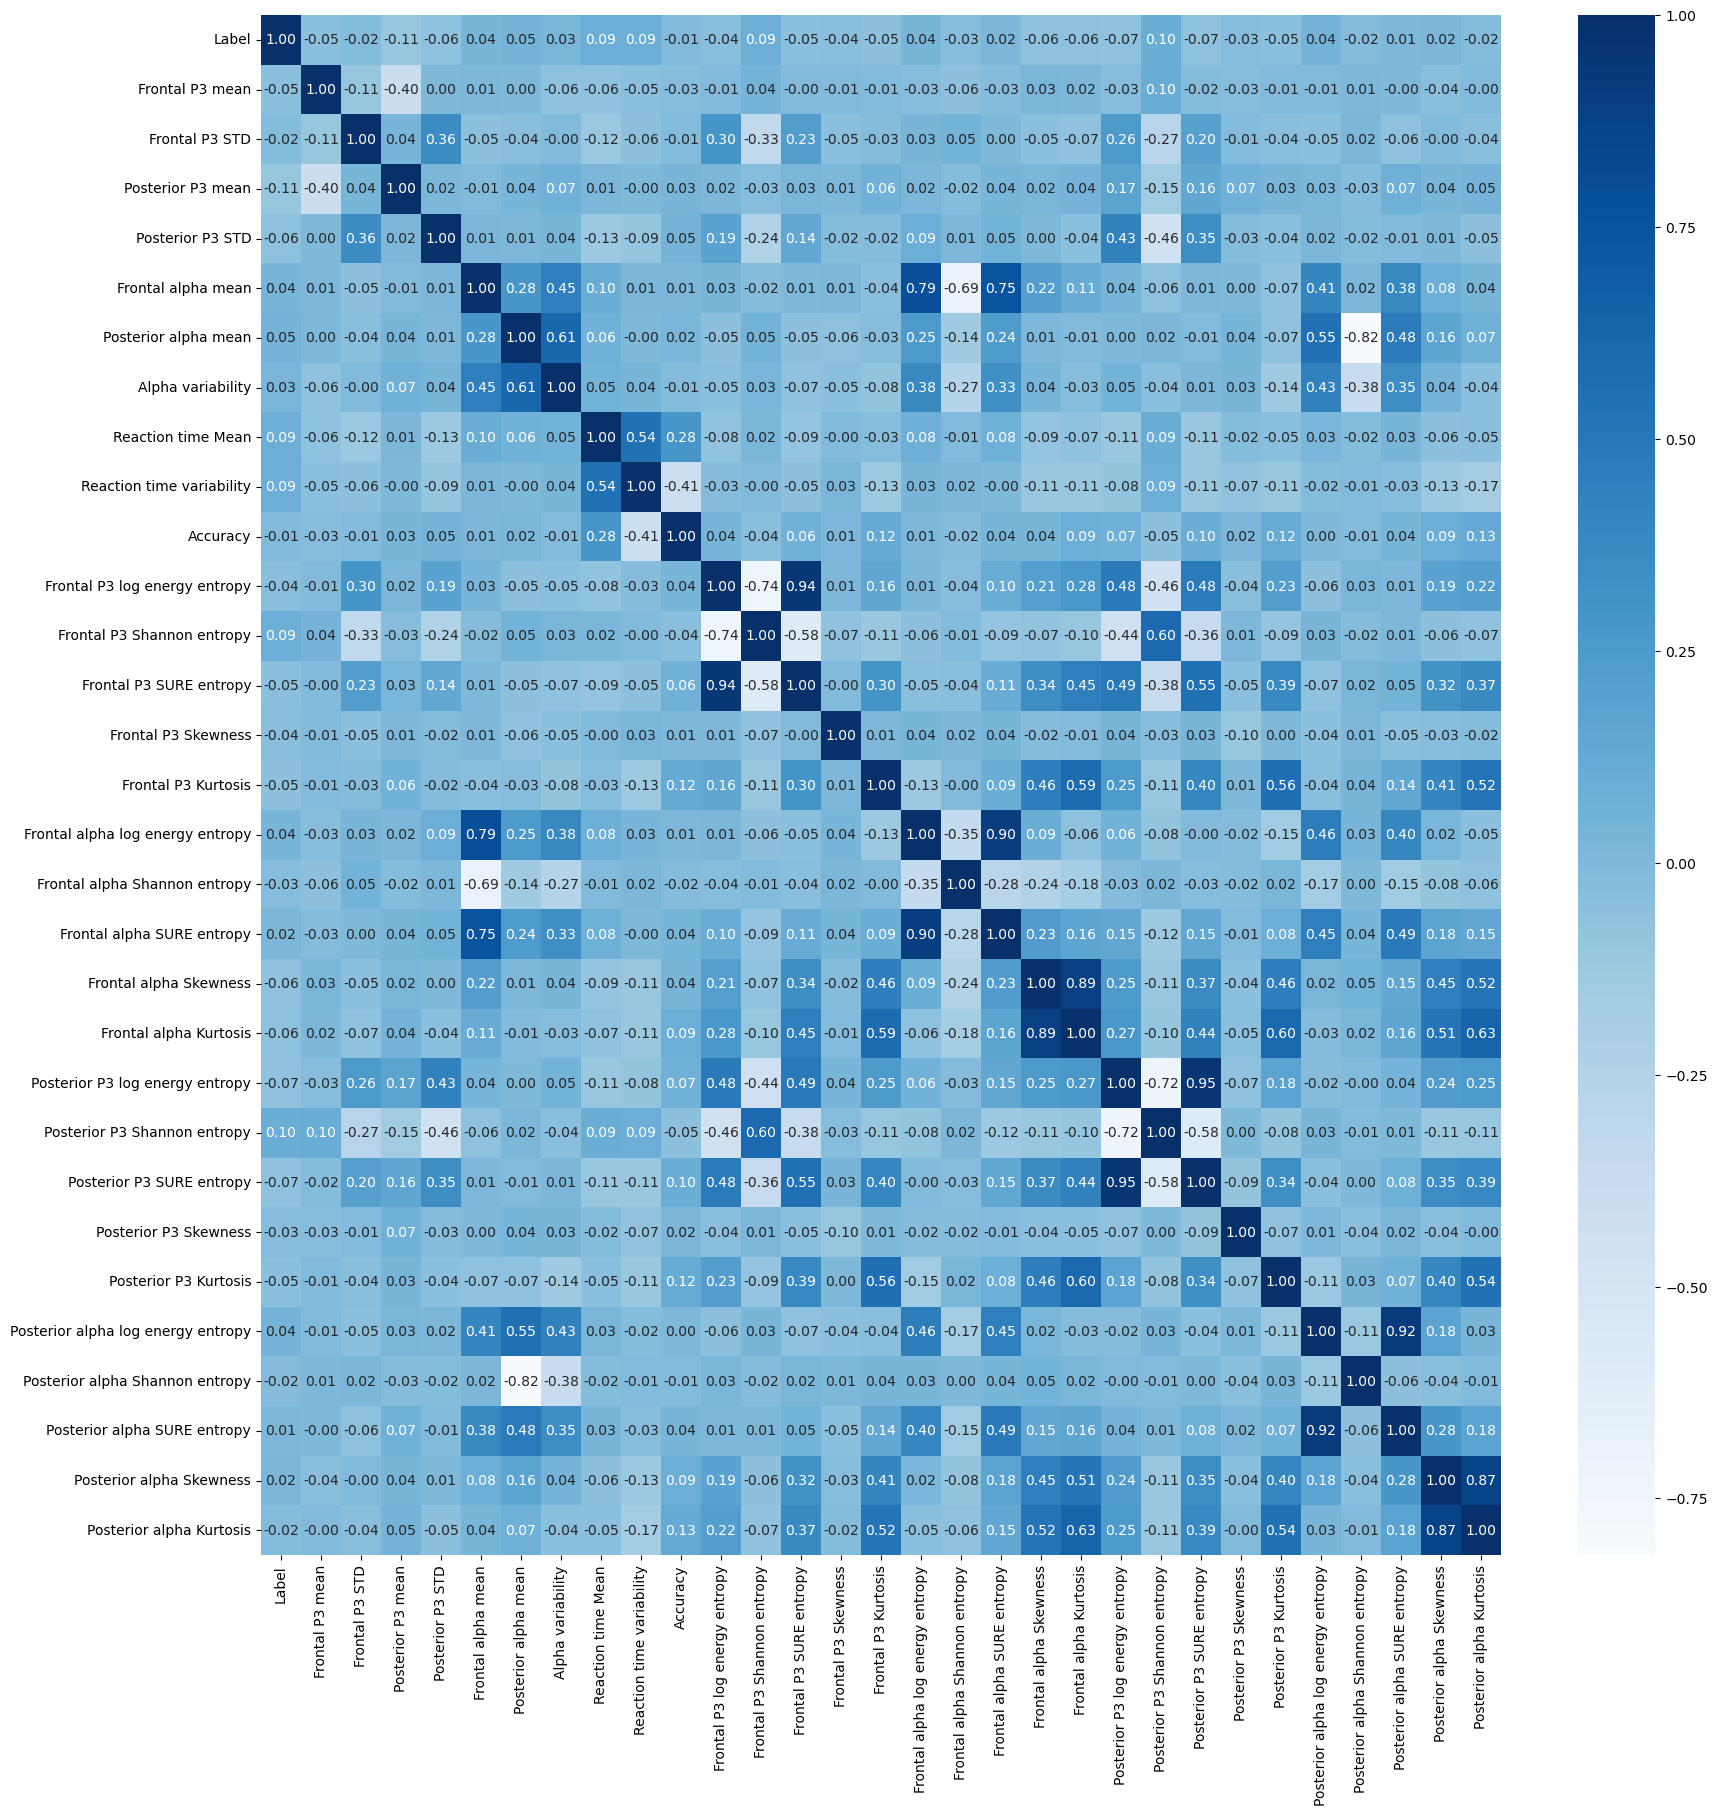 Label 1.00 -0.05 -0.02 -0.11 -0.06 0.04 0.05 0.03 0.09 0.09 -0.01 -0.04 0.09 -0.05 -0.04 -0.05 0.04 -0.03 0.02 -0.06 -0.06 -0.07 0.10 -0.07 -0.03 -0.05 0.04 -0.02 0.01 0.02 -0.02
Frontal P3 mean -0.05 1.00 -0.11 -0.40 0.00 0.01 0.00 -0.06 -0.06 -0.05 -0.03 -0.01 0.04 -0.00 -0.01 -0.01 -0.03 -0.06 -0.03 0.03 0.02 -0.03 0.10 -0.02 -0.03 -0.01 -0.01 0.01 -0.00 -0.04 -0.00
Frontal P3 STD -0.02 -0.11 1.00 0.04 0.36 -0.05 -0.04 -0.00 -0.12 -0.06 -0.01 0.30 -0.33 0.23 -0.05 -0.03 0.03 0.05 0.00 -0.05 -0.07 0.26 -0.27 0.20 -0.01 -0.04 -0.05 0.02 -0.06 -0.00 -0.04
Posterior P3 mean -0.11 -0.40 0.04 1.00 0.02 -0.01 0.04 0.07 0.01 -0.00 0.03 0.02 -0.03 0.03 0.01 0.06 0.02 -0.02 0.04 0.02 0.04 0.17 -0.15 0.16 0.07 0.03 0.03 -0.03 0.07 0.04 0.05
Posterior P3 STD -0.06 0.00 0.36 0.02 1.00 0.01 0.01 0.04 -0.13 -0.09 0.05 0.19 -0.24 0.14 -0.02 -0.02 0.09 0.01 0.05 0.00 -0.04 0.43 -0.46 0.35 -0.03 -0.04 0.02 -0.02 -0.01 0.01 -0.05
Frontal alpha mean 0.04 0.01 -0.05 -0.01 0.01 1.00 0.28 0.45 0.10 0.01 0.01 0.03 -0.02 0.01 0.01 -0.04 0.79 -0.69 0.75 0.22 0.11 0.04 -0.06 0.01 0.00 -0.07 0.41 0.02 0.38 0.08 0.04
Posterior alpha mean 0.05 0.00 -0.04 0.04 0.01 0.28 1.00 0.61 0.06 -0.00 0.02 -0.05 0.05 -0.05 -0.06 -0.03 0.25 -0.14 0.24 0.01 -0.01 0.00 0.02 -0.01 0.04 -0.07 0.55 -0.82 0.48 0.16 0.07
Alpha variability 0.03 -0.06 -0.00 0.07 0.04 0.45 0.61 1.00 0.05 0.04 -0.01 -0.05 0.03 -0.07 -0.05 -0.08 0.38 -0.27 0.33 0.04 -0.03 0.05 -0.04 0.01 0.03 -0.14 0.43 -0.38 0.35 0.04 -0.04
Reaction time Mean 0.09 -0.06 -0.12 0.01 -0.13 0.10 0.06 0.05 1.00 0.54 0.28 -0.08 0.02 -0.09 -0.00 -0.03 0.08 -0.01 0.08 -0.09 -0.07 -0.11 0.09 -0.11 -0.02 -0.05 0.03 -0.02 0.03 -0.06 -0.05
Reaction time variability 0.09 -0.05 -0.06 -0.00 -0.09 0.01 -0.00 0.04 0.54 1.00 -0.41 -0.03 -0.00 -0.05 0.03 -0.13 0.03 0.02 -0.00 -0.11 -0.11 -0.08 0.09 -0.11 -0.07 -0.11 -0.02 -0.01 -0.03 -0.13 -0.17
Accuracy -0.01 -0.03 -0.01 0.03 0.05 0.01 0.02 -0.01 0.28 -0.41 1.00 0.04 -0.04 0.06 0.01 0.12 0.01 -0.02 0.04 0.04 0.09 0.07 -0.05 0.10 0.02 0.12 0.00 -0.01 0.04 0.09 0.13
Frontal P3 log energy entropy -0.04 -0.01 0.30 0.02 0.19 0.03 -0.05 -0.05 -0.08 -0.03 0.04 1.00 -0.74 0.94 0.01 0.16 0.01 -0.04 0.10 0.21 0.28 0.48 -0.46 0.48 -0.04 0.23 -0.06 0.03 0.01 0.19 0.22
Frontal P3 Shannon entropy 0.09 0.04 -0.33 -0.03 -0.24 -0.02 0.05 0.03 0.02 -0.00 -0.04 -0.74 1.00 -0.58 -0.07 -0.11 -0.06 -0.01 -0.09 -0.07 -0.10 -0.44 0.60 -0.36 0.01 -0.09 0.03 -0.02 0.01 -0.06 -0.07
Frontal P3 SURE entropy -0.05 -0.00 0.23 0.03 0.14 0.01 -0.05 -0.07 -0.09 -0.05 0.06 0.94 -0.58 1.00 -0.00 0.30 -0.05 -0.04 0.11 0.34 0.45 0.49 -0.38 0.55 -0.05 0.39 -0.07 0.02 0.05 0.32 0.37
Frontal P3 Skewness -0.04 -0.01 -0.05 0.01 -0.02 0.01 -0.06 -0.05 -0.00 0.03 0.01 0.01 -0.07 -0.00 1.00 0.01 0.04 0.02 0.04 -0.02 -0.01 0.04 -0.03 0.03 -0.10 0.00 -0.04 0.01 -0.05 -0.03 -0.02
Frontal P3 Kurtosis -0.05 -0.01 -0.03 0.06 -0.02 -0.04 -0.03 -0.08 -0.03 -0.13 0.12 0.16 -0.11 0.30 0.01 1.00 -0.13 -0.00 0.09 0.46 0.59 0.25 -0.11 0.40 0.01 0.56 -0.04 0.04 0.14 0.41 0.52
Frontal alpha log energy entropy 0.04 -0.03 0.03 0.02 0.09 0.79 0.25 0.38 0.08 0.03 0.01 0.01 -0.06 -0.05 0.04 -0.13 1.00 -0.35 0.90 0.09 -0.06 0.06 -0.08 -0.00 -0.02 -0.15 0.46 0.03 0.40 0.02 -0.05
Frontal alpha Shannon entropy -0.03 -0.06 0.05 -0.02 0.01 -0.69 -0.14 -0.27 -0.01 0.02 -0.02 -0.04 -0.01 -0.04 0.02 -0.00 -0.35 1.00 -0.28 -0.24 -0.18 -0.03 0.02 -0.03 -0.02 0.02 -0.17 0.00 -0.15 -0.08 -0.06
Frontal alpha SURE entropy 0.02 -0.03 0.00 0.04 0.05 0.75 0.24 0.33 0.08 -0.00 0.04 0.10 -0.09 0.11 0.04 0.09 0.90 -0.28 1.00 0.23 0.16 0.15 -0.12 0.15 -0.01 0.08 0.45 0.04 0.49 0.18 0.15
Frontal alpha Skewness -0.06 0.03 -0.05 0.02 0.00 0.22 0.01 0.04 -0.09 -0.11 0.04 0.21 -0.07 0.34 -0.02 0.46 0.09 -0.24 0.23 1.00 0.89 0.25 -0.11 0.37 -0.04 0.46 0.02 0.05 0.15 0.45 0.52
Frontal alpha Kurtosis -0.06 0.02 -0.07 0.04 -0.04 0.11 -0.01 -0.03 -0.07 -0.11 0.09 0.28 -0.10 0.45 -0.01 0.59 -0.06 -0.18 0.16 0.89 1.00 0.27 -0.10 0.44 -0.05 0.60 -0.03 0.02 0.16 0.51 0.63
Posterior P3 log energy entropy -0.07 -0.03 0.26 0.17 0.43 0.04 0.00 0.05 -0.11 -0.08 0.07 0.48 -0.44 0.49 0.04 0.25 0.06 -0.03 0.15 0.25 0.27 1.00 -0.72 0.95 -0.07 0.18 -0.02 -0.00 0.04 0.24 0.25
Posterior P3 Shannon entropy 0.10 0.10 -0.27 -0.15 -0.46 -0.06 0.02 -0.04 0.09 0.09 -0.05 -0.46 0.60 -0.38 -0.03 -0.11 -0.08 0.02 -0.12 -0.11 -0.10 -0.72 1.00 -0.58 0.00 -0.08 0.03 -0.01 0.01 -0.11 -0.11
Posterior P3 SURE entropy -0.07 -0.02 0.20 0.16 0.35 0.01 -0.01 0.01 -0.11 -0.11 0.10 0.48 -0.36 0.55 0.03 0.40 -0.00 -0.03 0.15 0.37 0.44 0.95 -0.58 1.00 -0.09 0.34 -0.04 0.00 0.08 0.35 0.39
Posterior P3 Skewness -0.03 -0.03 -0.01 0.07 -0.03 0.00 0.04 0.03 -0.02 -0.07 0.02 -0.04 0.01 -0.05 -0.10 0.01 -0.02 -0.02 -0.01 -0.04 -0.05 -0.07 0.00 -0.09 1.00 -0.07 0.01 -0.04 0.02 -0.04 -0.00
Posterior P3 Kurtosis -0.05 -0.01 -0.04 0.03 -0.04 -0.07 -0.07 -0.14 -0.05 -0.11 0.12 0.23 -0.09 0.39 0.00 0.56 -0.15 0.02 0.08 0.46 0.60 0.18 -0.08 0.34 -0.07 1.00 -0.11 0.03 0.07 0.40 0.54
Posterior alpha log energy entropy 0.04 -0.01 -0.05 0.03 0.02 0.41 0.55 0.43 0.03 -0.02 0.00 -0.06 0.03 -0.07 -0.04 -0.04 0.46 -0.17 0.45 0.02 -0.03 -0.02 0.03 -0.04 0.01 -0.11 1.00 -0.11 0.92 0.18 0.03
Posterior alpha Shannon entropy -0.02 0.01 0.02 -0.03 -0.02 0.02 -0.82 -0.38 -0.02 -0.01 -0.01 0.03 -0.02 0.02 0.01 0.04 0.03 0.00 0.04 0.05 0.02 -0.00 -0.01 0.00 -0.04 0.03 -0.11 1.00 -0.06 -0.04 -0.01
Posterior alpha SURE entropy 0.01 -0.00 -0.06 0.07 -0.01 0.38 0.48 0.35 0.03 -0.03 0.04 0.01 0.01 0.05 -0.05 0.14 0.40 -0.15 0.49 0.15 0.16 0.04 0.01 0.08 0.02 0.07 0.92 -0.06 1.00 0.28 0.18
Posterior alpha Skewness 0.02 -0.04 -0.00 0.04 0.01 0.08 0.16 0.04 -0.06 -0.13 0.09 0.19 -0.06 0.32 -0.03 0.41 0.02 -0.08 0.18 0.45 0.51 0.24 -0.11 0.35 -0.04 0.40 0.18 -0.04 0.28 1.00 0.87
Posterior alpha Kurtosis -0.02 -0.00 -0.04 0.05 -0.05 0.04 0.07 -0.04 -0.05 -0.17 0.13 0.22 -0.07 0.37 -0.02 0.52 -0.05 -0.06 0.15 0.52 0.63 0.25 -0.11 0.39 -0.00 0.54 0.03 -0.01 0.18 0.87 1.00
Label
Frontal P3 mean
Frontal P3 STD
Posterior P3 mean
Posterior P3 STD
Frontal alpha mean
Posterior alpha mean
Alpha variability
Reaction time Mean
Reaction time variability
Accuracy
Frontal P3 log energy entropy
Frontal P3 Shannon entropy
Frontal P3 SURE entropy
Frontal P3 Skewness
Frontal P3 Kurtosis
Frontal alpha log energy entropy
Frontal alpha Shannon entropy
Frontal alpha SURE entropy
Frontal alpha Skewness
Frontal alpha Kurtosis
Posterior P3 log energy entropy
Posterior P3 Shannon entropy
Posterior P3 SURE entropy
Posterior P3 Skewness
Posterior P3 Kurtosis
Posterior alpha log energy entropy
Posterior alpha Shannon entropy
Posterior alpha SURE entropy
Posterior alpha Skewness
Posterior alpha Kurtosis
1.00
0.75
0.50
0.25
0.00
−0.25
−0.50
−0.75